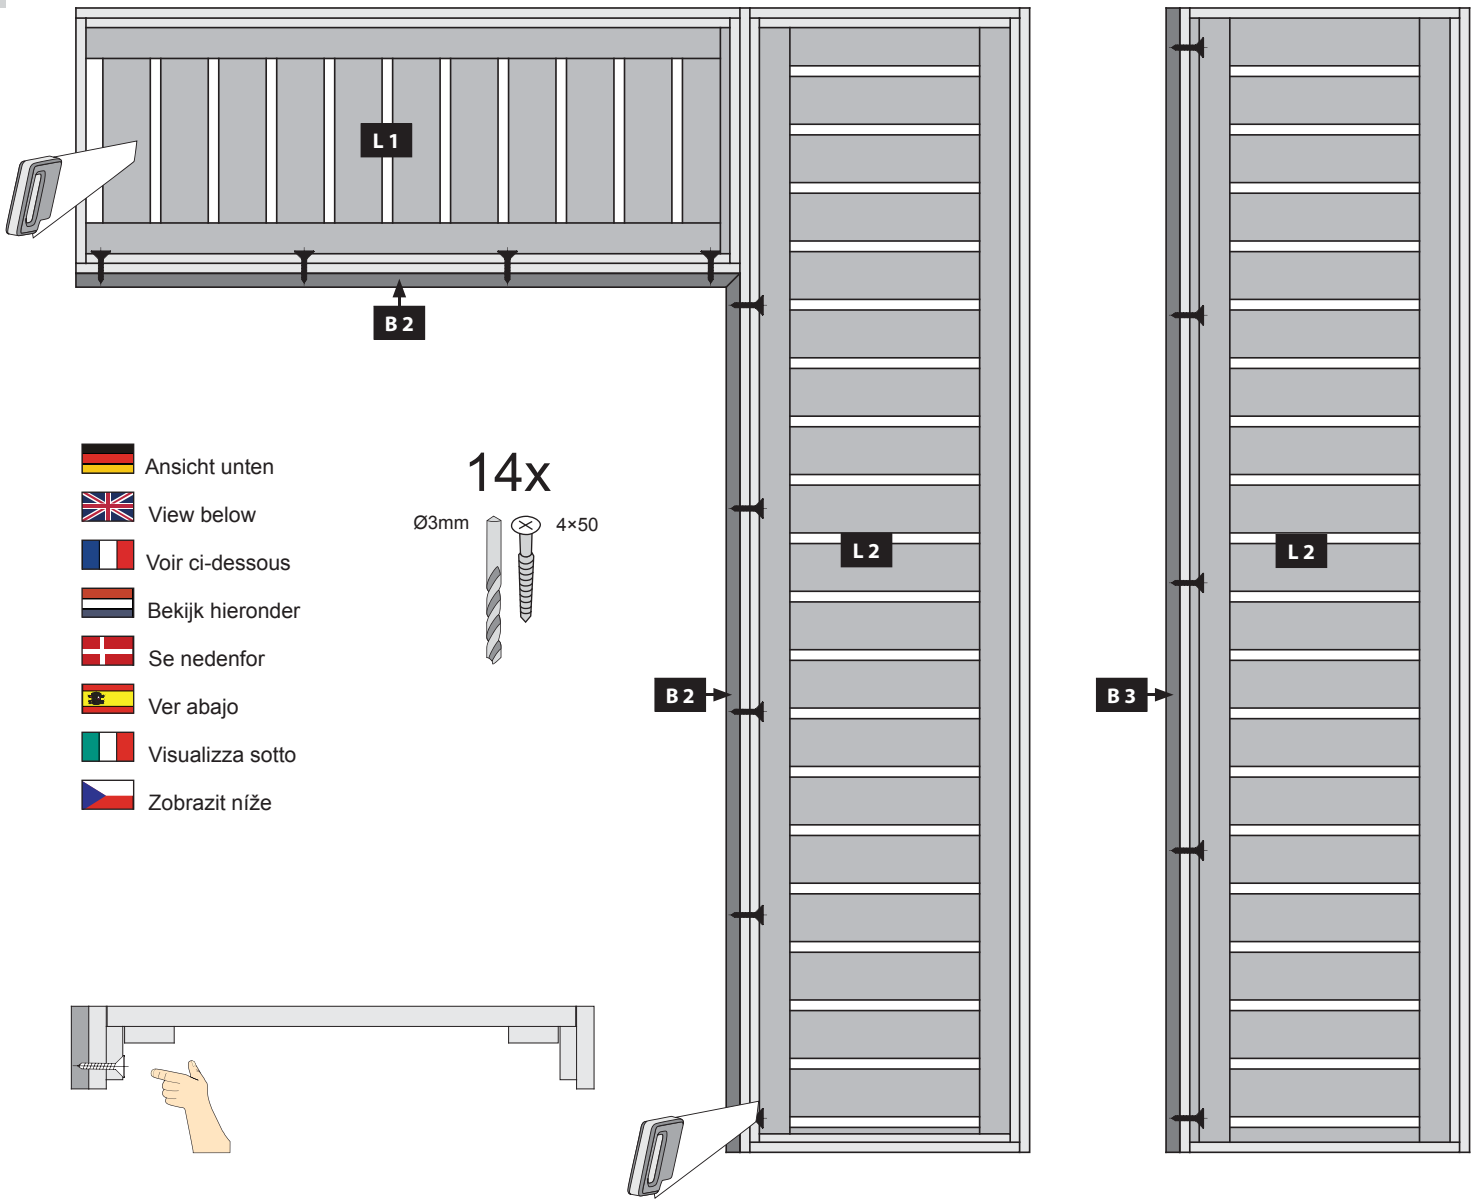 L 1
B 2
Ansicht unten
View below
Voir ci-dessous
Bekijk hieronder
Se nedenfor
Ver abajo
Visualizza sotto
Zobrazit níže
14x
Ø3mm
4×50
L 2
L 2
B 2
B 3